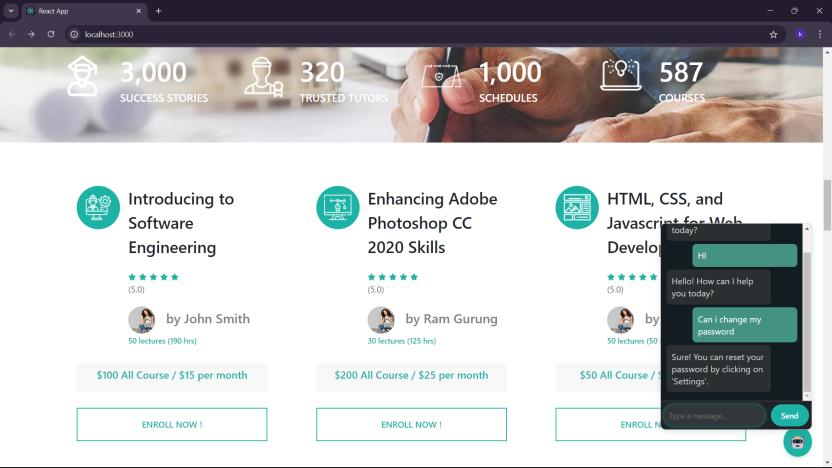 React App
localhost:3000
k
3,000
SUCCESS STORIES
320
TRUSTED TUTORS
1,000
SCHEDULES
587
COURSES
Introducing to
Software
Engineering
(5.0)
by John Smith
50 lectures (190 hrs)
$100 All Course / $15 per month
ENROLL NOW !
Enhancing Adobe
Photoshop CC
2020 Skills
(5.0)
by Ram Gurung
30 lectures (125 hrs)
$200 All Course / $25 per month
ENROLL NOW !
HTML, CSS, and
Javascript for Web
Develop
(5.0)
by
50 lectures (50
$50 All Course /
ENROLL N
today?
HI
Hello! How can I help
you today?
Can i change my
password
Sure! You can reset your
password by clicking on
'Settings'.
Type a message...
Send